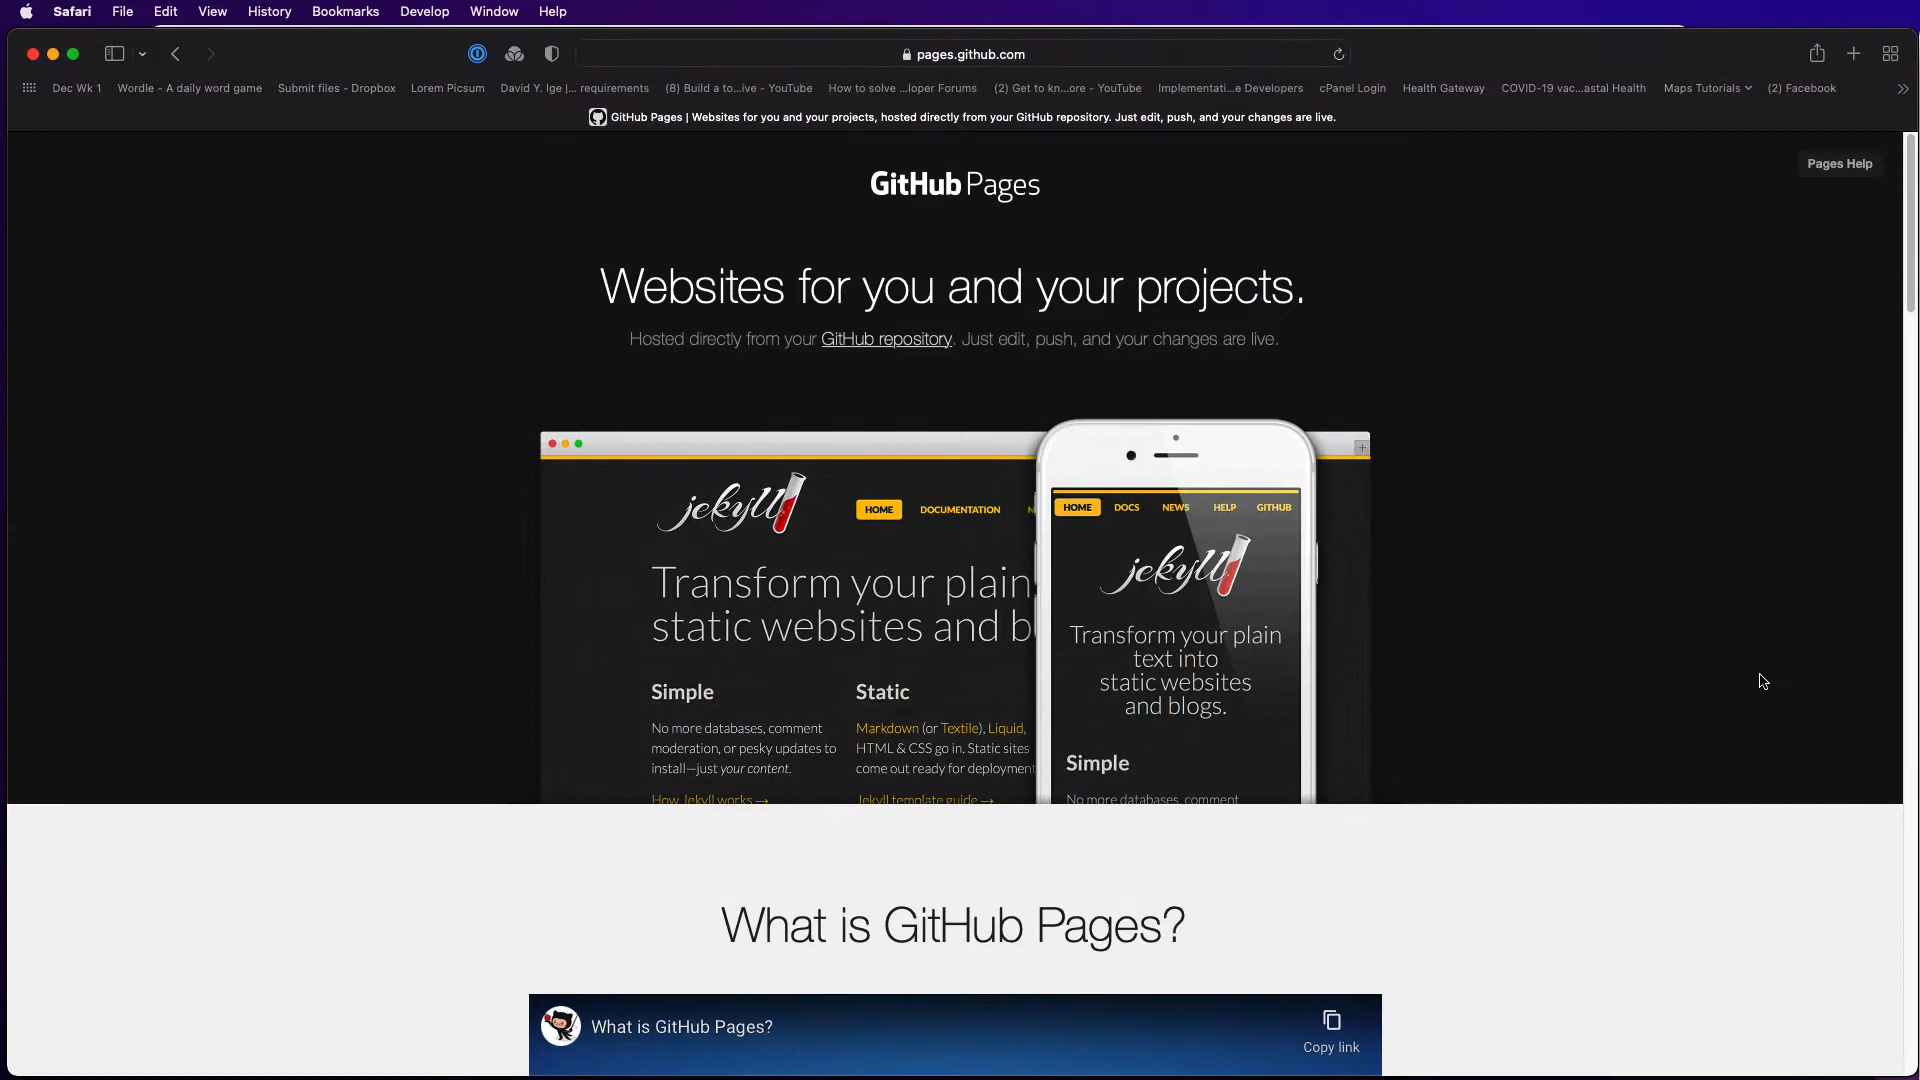 Safari File Edit View History Bookmarks Develop Window Help
pages.github.com
Dec Wk 1 Wordle - A daily word game Submit files - Dropbox Lorem Picsum David Y. Ige |... requirements (8) Build a to...ive - YouTube How to solve ...loper Forums (2) Get to kn...ore - YouTube Implementati...e Developers cPanel Login Health Gateway COVID-19 vac...astal Health Maps Tutorials (2) Facebook
GitHub Pages | Websites for you and your projects, hosted directly from your GitHub repository. Just edit, push, and your changes are live.
Pages Help
GitHub Pages
Websites for you and your projects.
Hosted directly from your GitHub repository. Just edit, push, and your changes are live.
jekyll
HOME DOCUMENTATION N
Transform your plain
static websites and b
Simple
No more databases, comment
moderation, or pesky updates to
install—just your content.
How Jekyll works →
Static
Markdown (or Textile), Liquid,
HTML & CSS go in. Static sites
come out ready for deployment
Jekyll template guide →
HOME DOCS NEWS HELP GITHUB
jekyll
Transform your plain
text into
static websites
and blogs.
Simple
No more databases, comment
What is GitHub Pages?
What is GitHub Pages?
Copy link